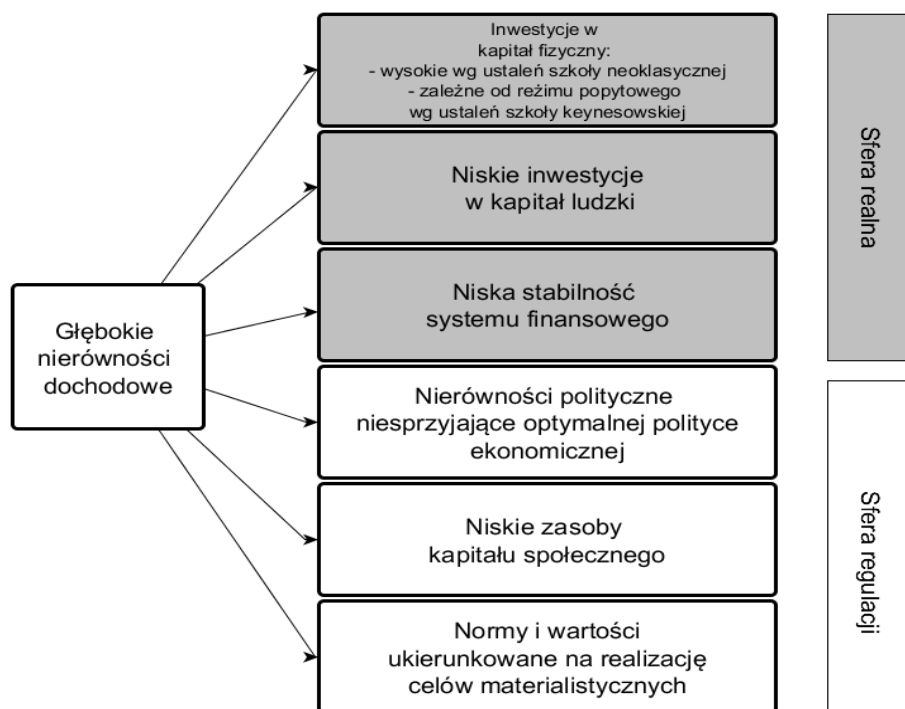 Inwestycje w
kapitał fizyczny:
- wysokie wg ustaleń szkoły neoklasycznej
- zależne od reżimu popytowego
wg ustaleń szkoły keynesowskiej
Niskie inwestycje
w kapitał ludzki
Niska stabilność
systemu finansowego
Głębokie
nierówności
dochodowe
Nierówności polityczne
niesprzyjające optymalnej polityce
ekonomicznej
Niskie zasoby
kapitału społecznego
Normy i wartości
ukierunkowane na realizację
celów materialistycznych
Sfera realna
Sfera regulacji